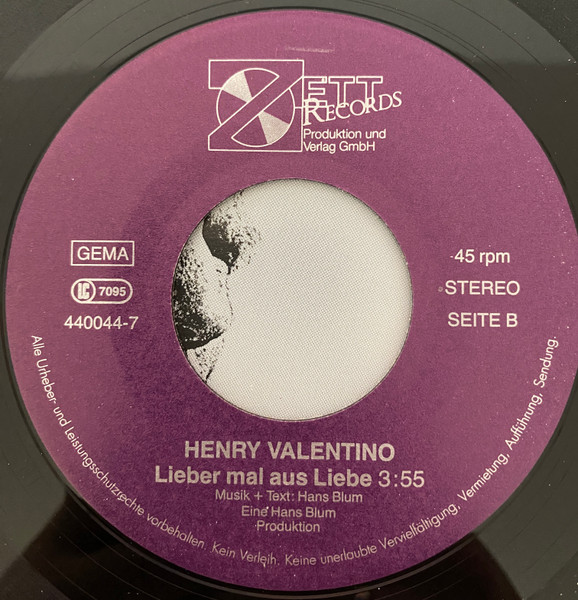 ZETT
RECORDS
Produktion und
Verlag GmbH
GEMA
LC 7095
440044-7
45 rpm
STEREO
SEITE B
HENRY VALENTINO
Lieber mal aus Liebe 3:55
Musik + Text: Hans Blum
Eine Hans Blum
Produktion
Alle Urheber- und Leistungsschutzrechte vorbehalten. Kein Verleih. Keine unerlaubte Vervielfältigung, Vermietung, Aufführung, Sendung.